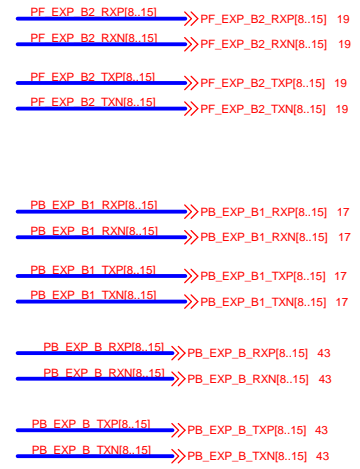 PF_EXP_B2_RXP[8..15] PF_EXP_B2_RXP[8..15] 19
PF_EXP_B2_RXN[8..15] PF_EXP_B2_RXN[8..15] 19
PF_EXP_B2_TXP[8..15] PF_EXP_B2_TXP[8..15] 19
PF_EXP_B2_TXN[8..15] PF_EXP_B2_TXN[8..15] 19
PB_EXP_B1_RXP[8..15] PB_EXP_B1_RXP[8..15] 17
PB_EXP_B1_RXN[8..15] PB_EXP_B1_RXN[8..15] 17
PB_EXP_B1_TXP[8..15] PB_EXP_B1_TXP[8..15] 17
PB_EXP_B1_TXN[8..15] PB_EXP_B1_TXN[8..15] 17
PB_EXP_B_RXP[8..15] PB_EXP_B_RXP[8..15] 43
PB_EXP_B_RXN[8..15] PB_EXP_B_RXN[8..15] 43
PB_EXP_B_TXP[8..15] PB_EXP_B_TXP[8..15] 43
PB_EXP_B_TXN[8..15] PB_EXP_B_TXN[8..15] 43